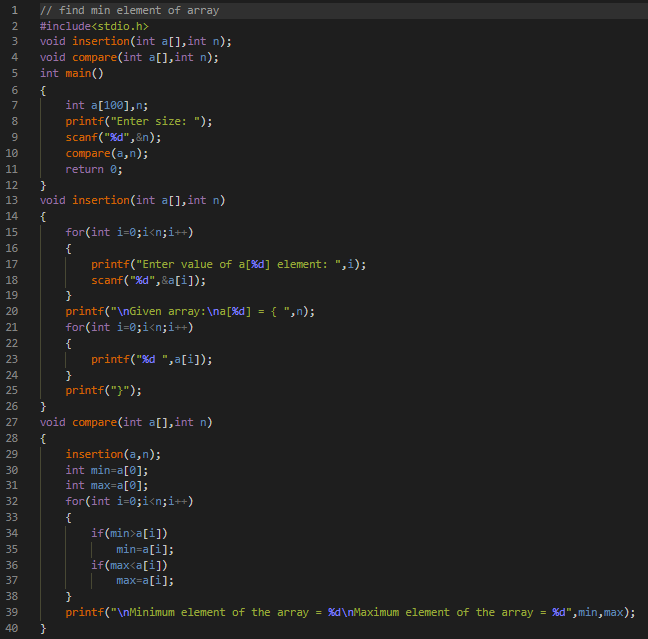 1 // find min element of array
2 #include<stdio.h>
3 void insertion(int a[],int n);
4 void compare(int a[],int n);
5 int main()
6 {
7 int a[100],n;
8 printf("Enter size: ");
9 scanf("%d",&n);
10 compare(a,n);
11 return 0;
12 }
13 void insertion(int a[],int n)
14 {
15 for(int i=0;i<n;i++)
16 {
17 printf("Enter value of a[%d] element: ",i);
18 scanf("%d",&a[i]);
19 }
20 printf("\nGiven array:\na[%d] = { ",n);
21 for(int i=0;i<n;i++)
22 {
23 printf("%d ",a[i]);
24 }
25 printf("}");
26 }
27 void compare(int a[],int n)
28 {
29 insertion(a,n);
30 int min=a[0];
31 int max=a[0];
32 for(int i=0;i<n;i++)
33 {
34 if(min>a[i])
35 min=a[i];
36 if(max<a[i])
37 max=a[i];
38 }
39 printf("\nMinimum element of the array = %d\nMaximum element of the array = %d",min,max);
40 }